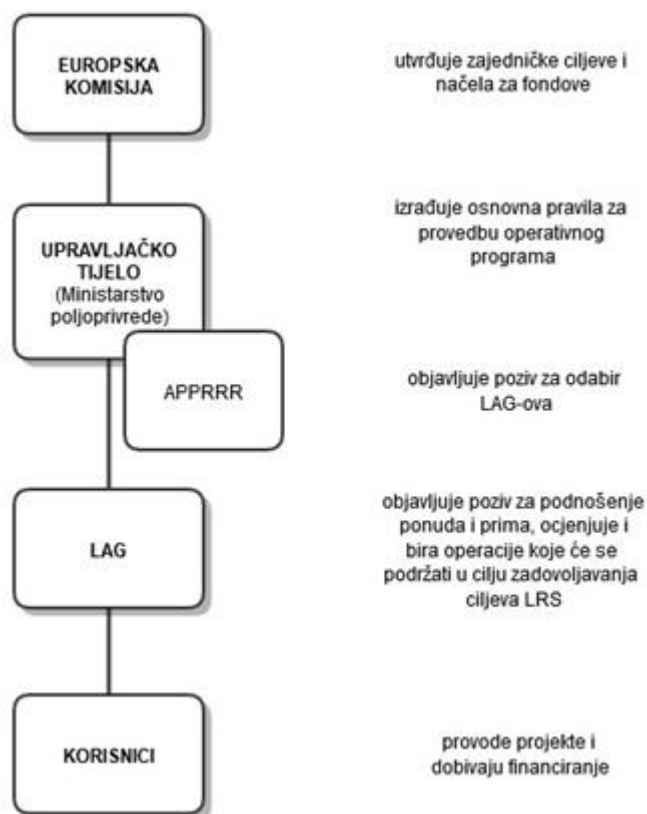 EUROPSKA
KOMISIJA
utvrđuje zajedničke ciljeve i
načela za fondove
UPRAVLJAČKO
TIJELO
(Ministarstvo
poljoprivrede)
izrađuje osnovna pravila za
provedbu operativnog
programa
APPRRR
objavljuje poziv za odabir
LAG-ova
LAG
objavljuje poziv za podnošenje
ponuda i prima, ocjenjuje i
bira operacije koje će se
podržati u cilju zadovoljavanja
ciljeva LRS
KORISNICI
provode projekte i
dobivaju financiranje